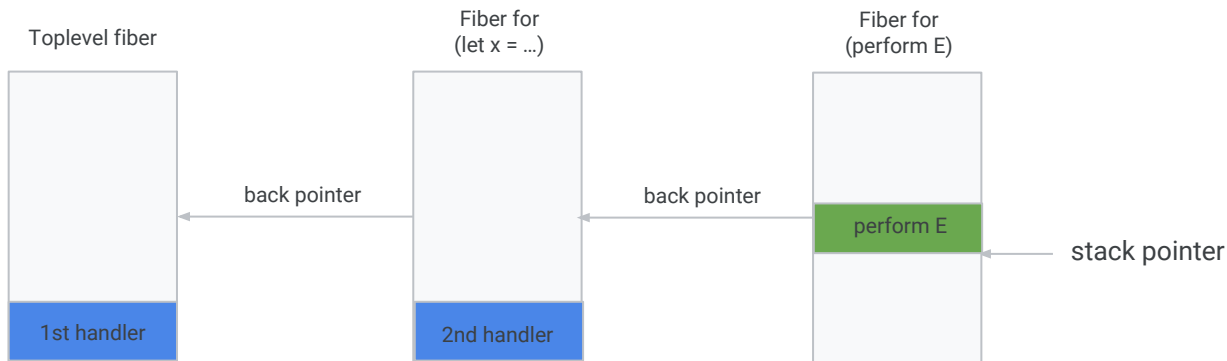 Toplevel fiber
Fiber for
(let x = …)
Fiber for
(perform E)
back pointer
back pointer
perform E
stack pointer
1st handler
2nd handler